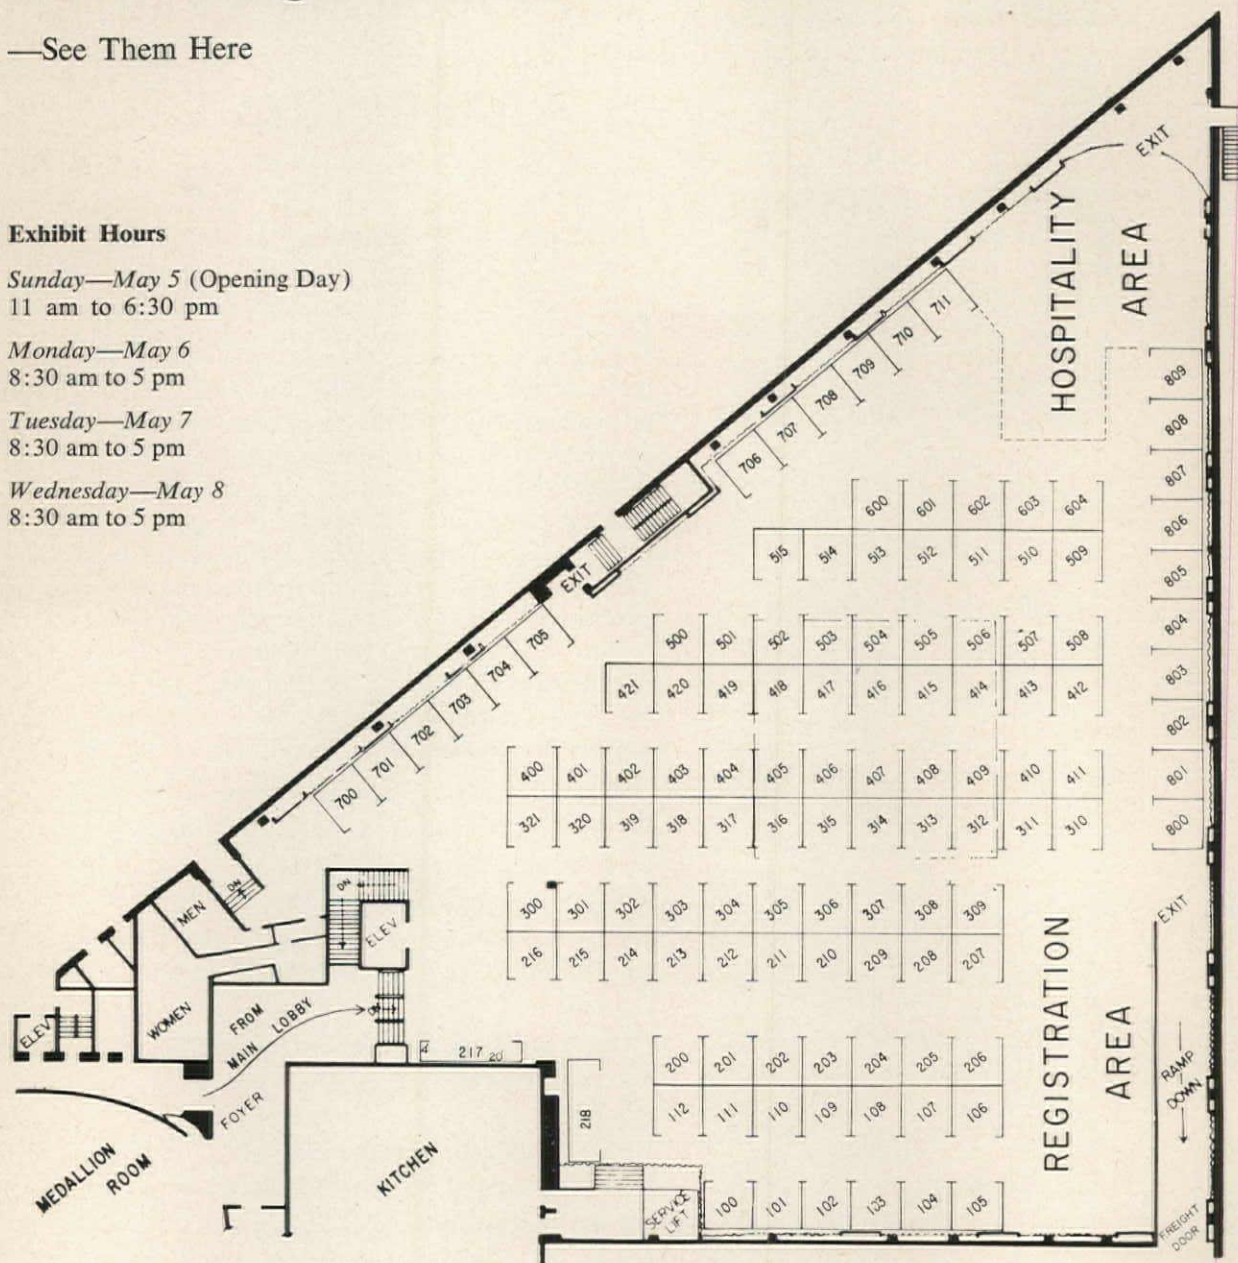 —See Them Here
Exhibit Hours
Sunday—May 5 (Opening Day)
11 am to 6:30 pm
Monday—May 6
8:30 am to 5 pm
Tuesday—May 7
8:30 am to 5 pm
Wednesday—May 8
8:30 am to 5 pm
EXIT
HOSPITALITY
AREA
711
710
709
708
707
706
809
808
807
806
805
804
803
802
801
800
600 601 602 603 604
515 514 513 512 511 510 509
EXIT
705
704
703
702
701
700
500 501 502 503 504 505 506 507 508
421 420 419 418 417 416 415 414 413 412
400 401 402 403 404 405 406 407 408 409 410 411
321 320 319 318 317 316 315 314 313 312 311 310
300 301 302 303 304 305 306 307 308 309
216 215 214 213 212 211 210 209 208 207
EXIT
DN
MEN
DN
ELEV
WOMEN
ELEV
FROM
MAIN LOBBY
DN
FOYER
4 217 20
218
200 201 202 203 204 205 206
112 111 110 109 108 107 106
REGISTRATION
AREA
RAMP
DOWN
MEDALLION
ROOM
KITCHEN
SERVICE
LIFT
100 101 102 133 104 105
FREIGHT
DOOR